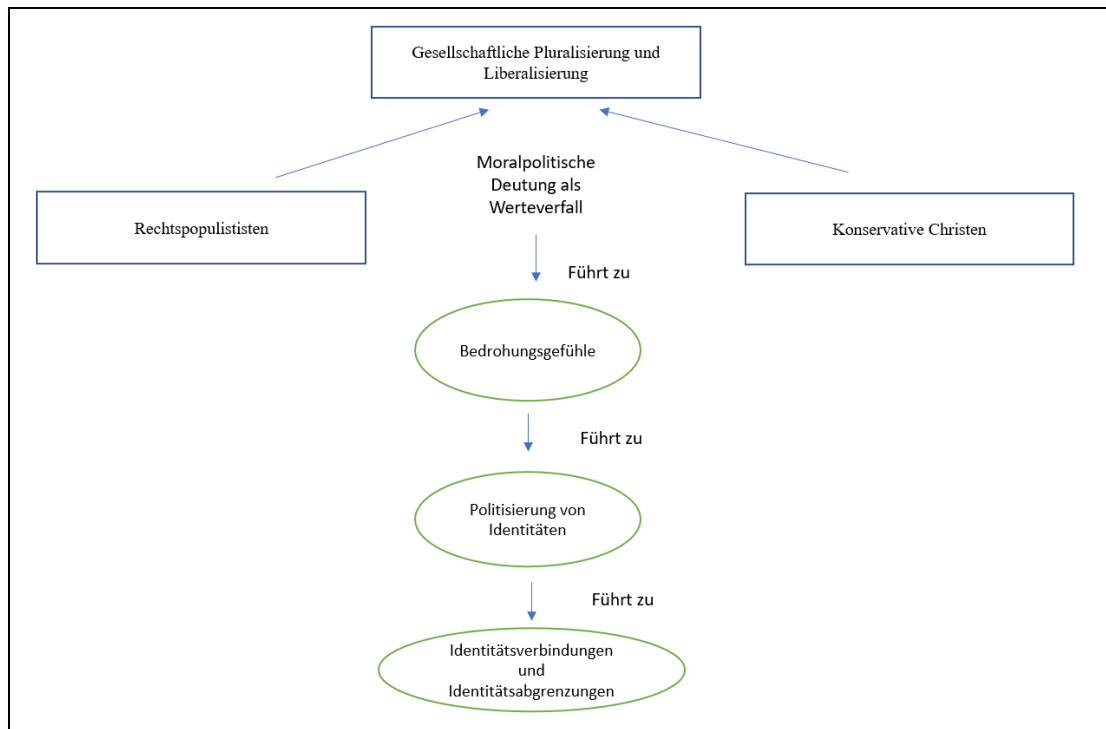 Gesellschaftliche Pluralisierung und
Liberalisierung
Moralpolitische
Deutung als
Werteverfall
Rechtspopulististen
Konservative Christen
Führt zu
Bedrohungsgefühle
Führt zu
Politisierung von
Identitäten
Führt zu
Identitätsverbindungen
und
Identitätsabgrenzungen